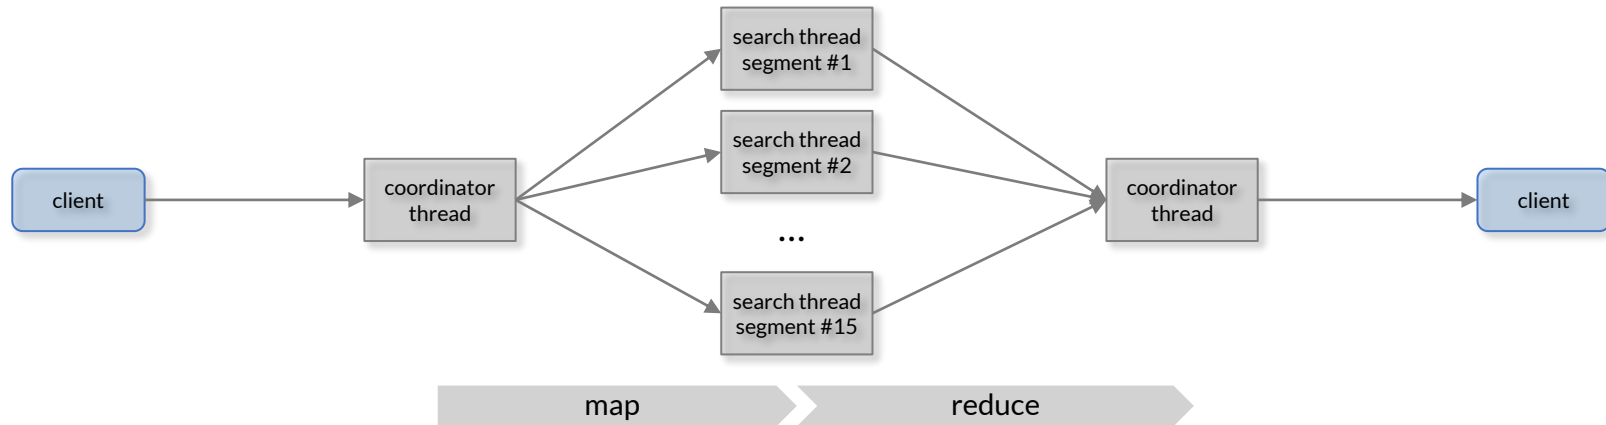 client
coordinator
thread
search thread
segment #1
search thread
segment #2
...
search thread
segment #15
coordinator
thread
client
map
reduce